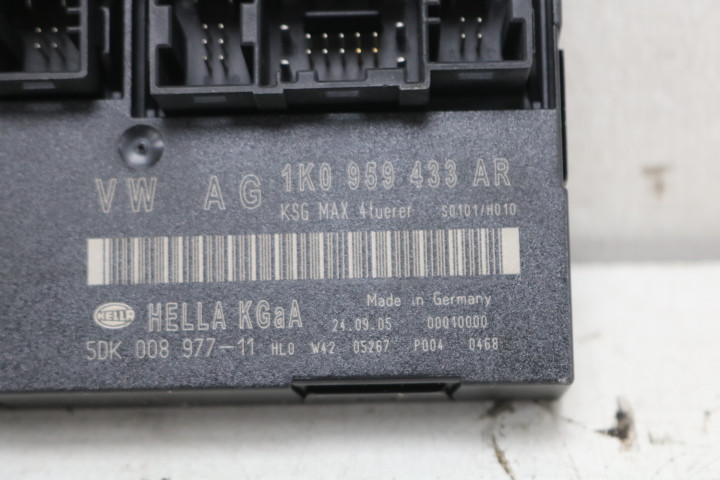 VW AG 1K0 959 433 AR
KSG MAX 4tuerer S0101/H010
HELLA HELLA KGaA Made in Germany
24.09.05 00010000
5DK 008 977-11 HL0 W42 05267 P004 0468